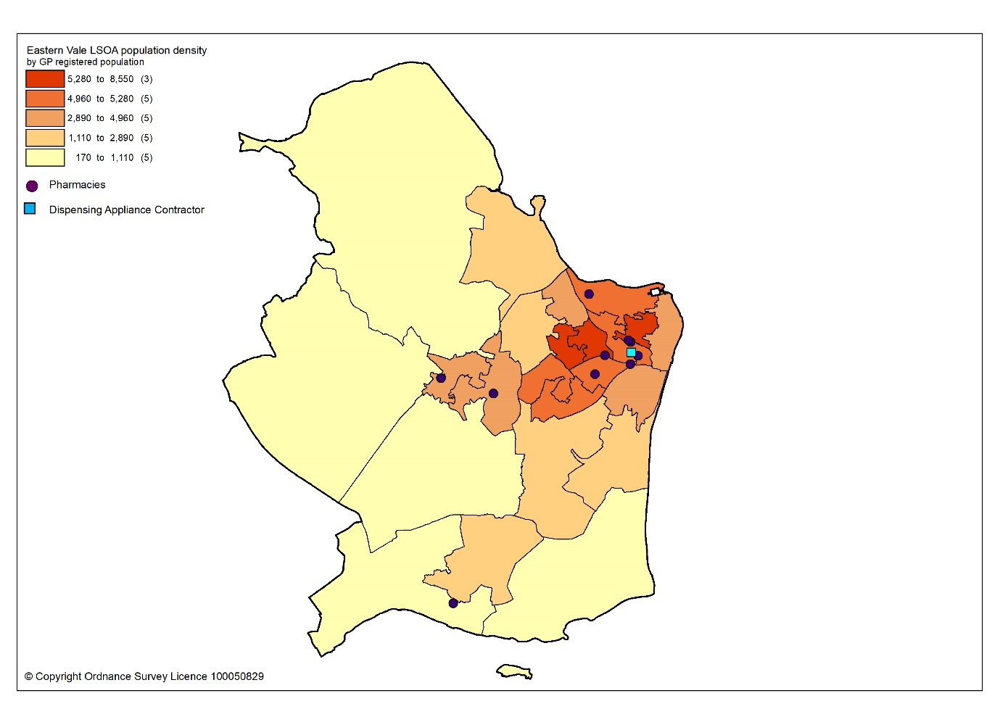 Eastern Vale LSOA population density
by GP registered population
5,280 to 8,550 (3)
4,960 to 5,280 (5)
2,890 to 4,960 (5)
1,110 to 2,890 (5)
170 to 1,110 (5)
Pharmacies
Dispensing Appliance Contractor
© Copyright Ordnance Survey Licence 100050829